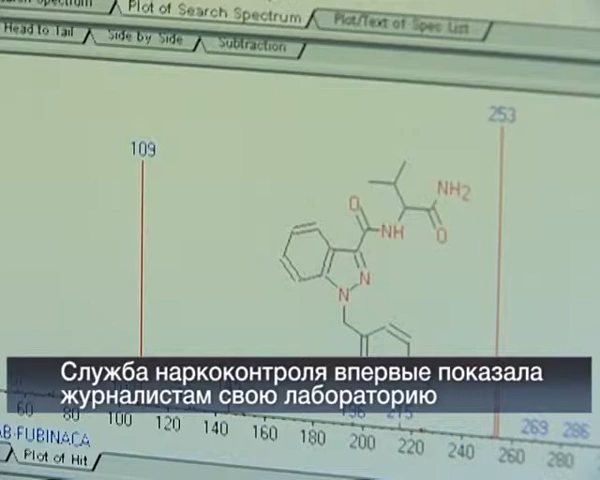 Plot of Search Spectrum
Plot/Text of Spec List
Head to Tail
Side by Side
Subtraction
253
109
NH2
O
O
NH
N
N
Служба наркоконтроля впервые показала
журналистам свою лабораторию
60 80 100 120 140 160 180 200 220 240 260 280
269 286
AB-FUBINACA
Plot of Hit